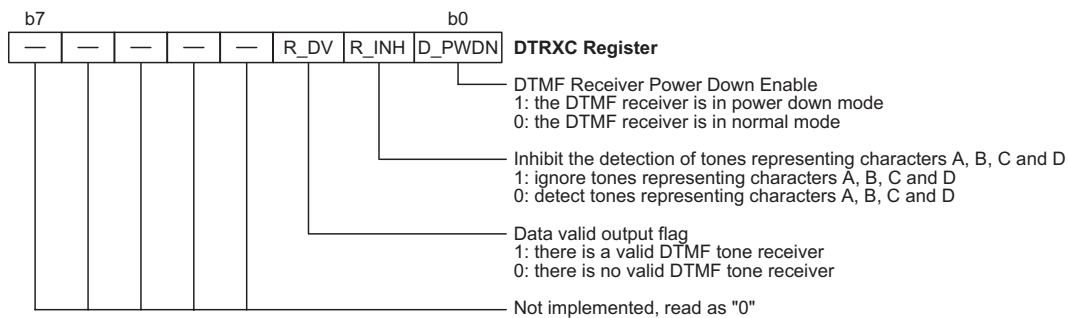 b7 b0
— — — — — R_DV R_INH D_PWDN DTRXC Register
DTMF Receiver Power Down Enable
1: the DTMF receiver is in power down mode
0: the DTMF receiver is in normal mode
Inhibit the detection of tones representing characters A, B, C and D
1: ignore tones representing characters A, B, C and D
0: detect tones representing characters A, B, C and D
Data valid output flag
1: there is a valid DTMF tone receiver
0: there is no valid DTMF tone receiver
Not implemented, read as "0"